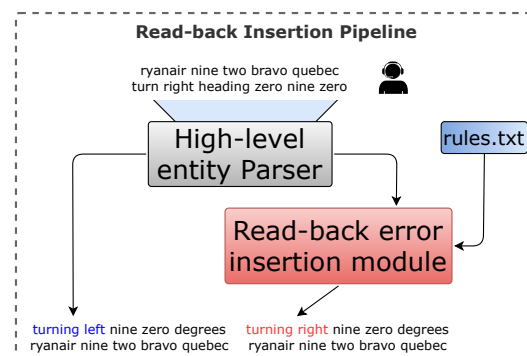 Read-back Insertion Pipeline
ryanair nine two bravo quebec
turn right heading zero nine zero
High-level
entity Parser
rules.txt
Read-back error
insertion module
turning left nine zero degrees
ryanair nine two bravo quebec
turning right nine zero degrees
ryanair nine two bravo quebec